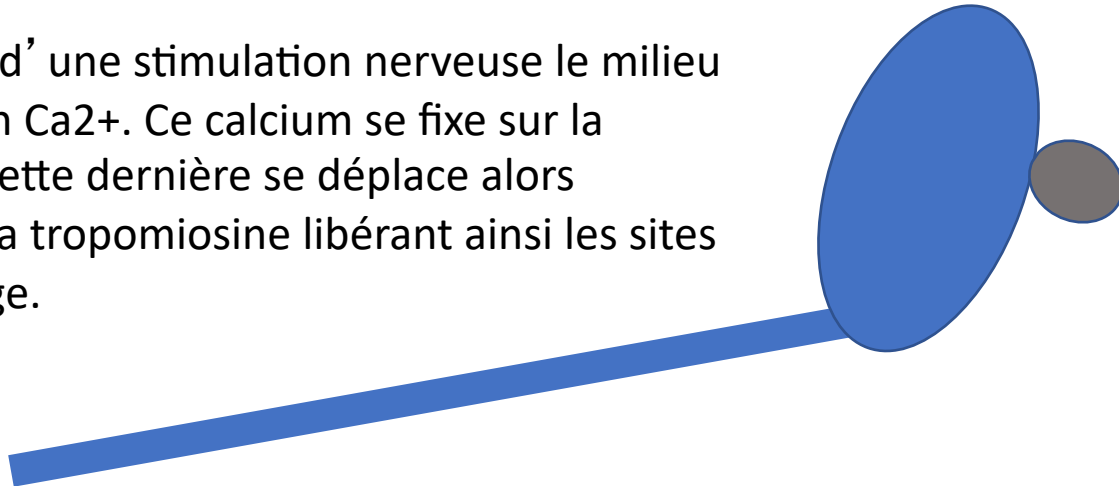 d’ une stimulation nerveuse le milieu
n Ca2+. Ce calcium se fixe sur la
ette dernière se déplace alors
a tropomiosine libérant ainsi les sites
ge.